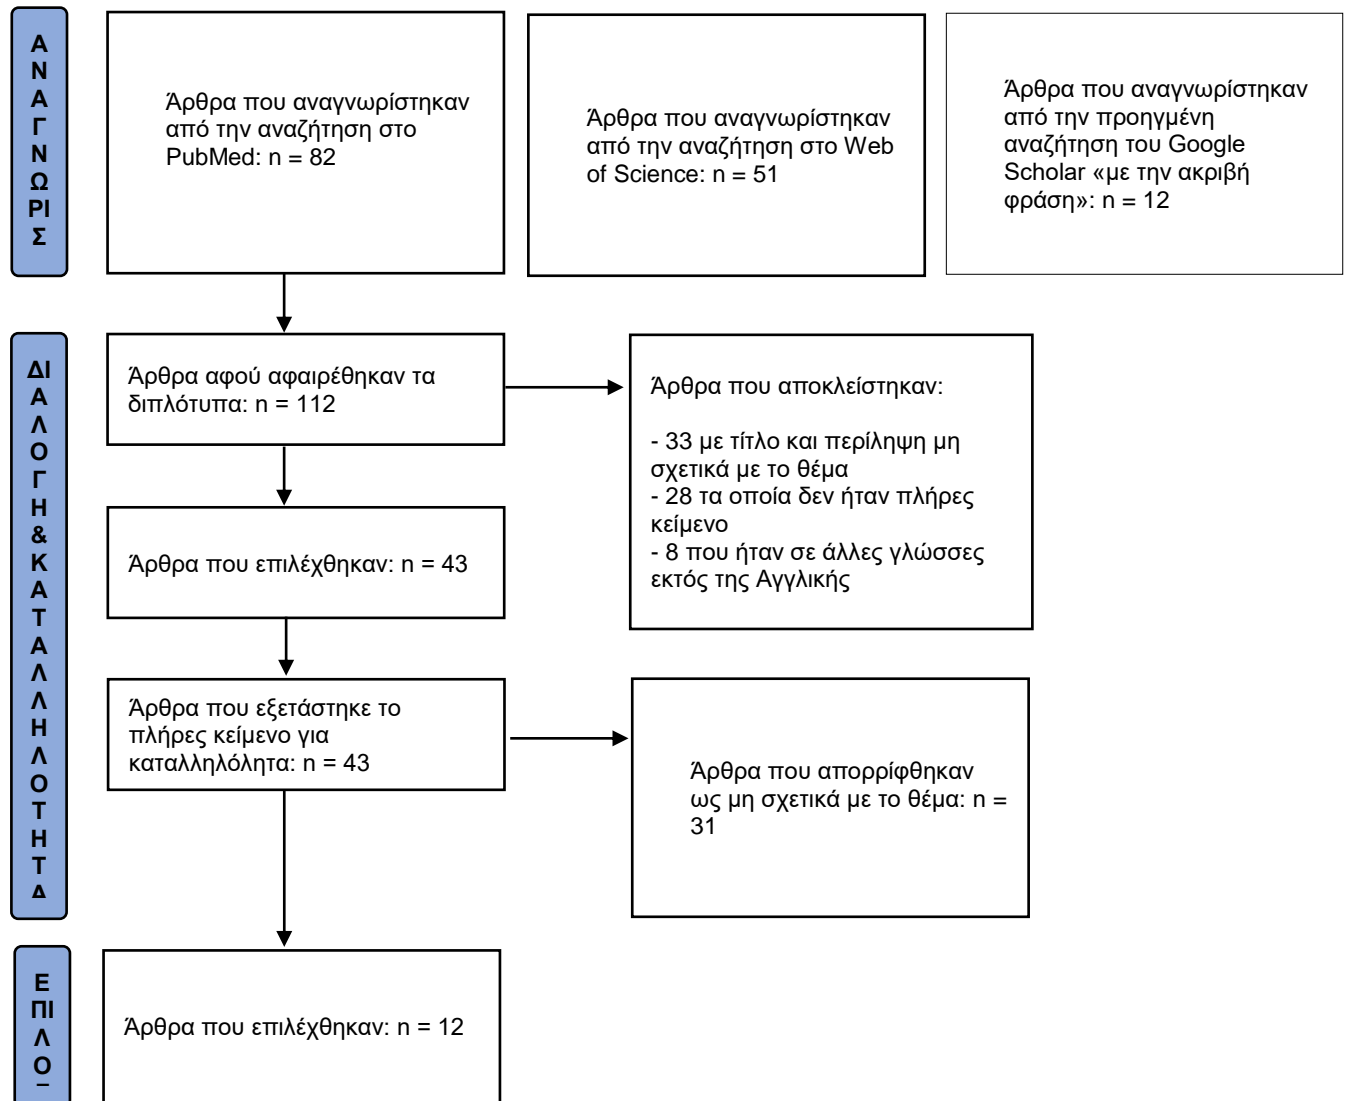 Α
Ν
Α
Γ
Ν
Ω
ΡΙ
Σ
Άρθρα που αναγνωρίστηκαν
από την αναζήτηση στο
PubMed: n = 82
Άρθρα που αναγνωρίστηκαν
από την αναζήτηση στο Web
of Science: n = 51
Άρθρα που αναγνωρίστηκαν
από την προηγμένη
αναζήτηση του Google
Scholar «με την ακριβή
φράση»: n = 12
ΔΙ
Α
Λ
Ο
Γ
Η
&
Κ
Α
Τ
Α
Λ
Λ
Η
Λ
Ο
Τ
Η
Τ
Άρθρα αφού αφαιρέθηκαν τα
διπλότυπα: n = 112
Άρθρα που αποκλείστηκαν:
- 33 με τίτλο και περίληψη μη
σχετικά με το θέμα
- 28 τα οποία δεν ήταν πλήρες
κείμενο
- 8 που ήταν σε άλλες γλώσσες
εκτός της Αγγλικής
Άρθρα που επιλέχθηκαν: n = 43
Άρθρα που εξετάστηκε το
πλήρες κείμενο για
καταλληλόλητα: n = 43
Άρθρα που απορρίφθηκαν
ως μη σχετικά με το θέμα: n =
31
Ε
ΠΙ
Λ
Ο
Άρθρα που επιλέχθηκαν: n = 12